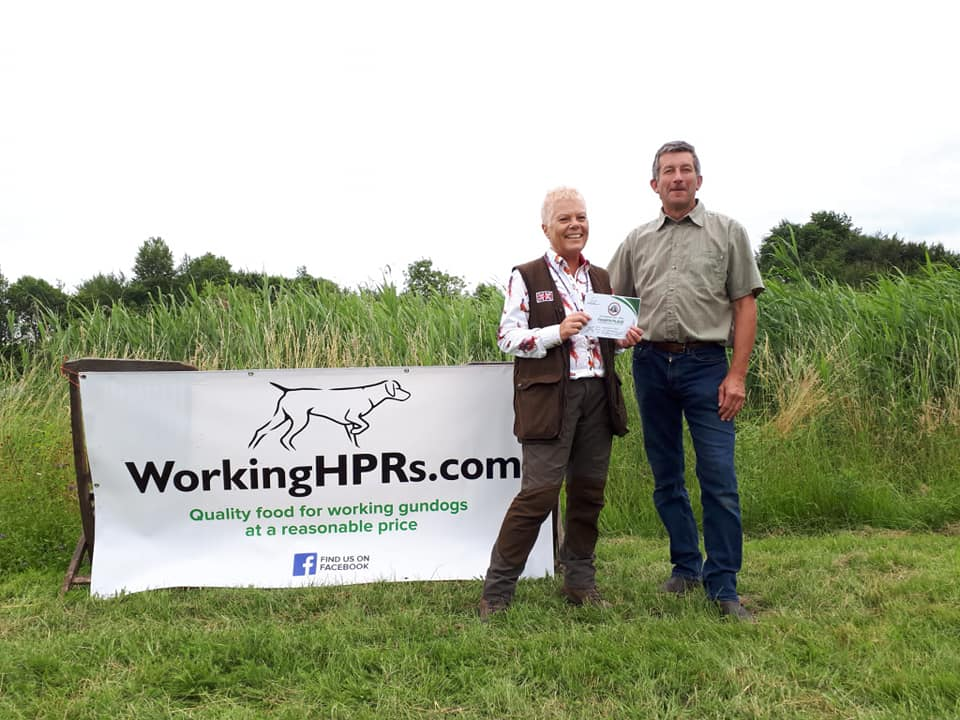 WorkingHPRs.com
Quality food for working gundogs
at a reasonable price
f FIND US ON
FACEBOOK